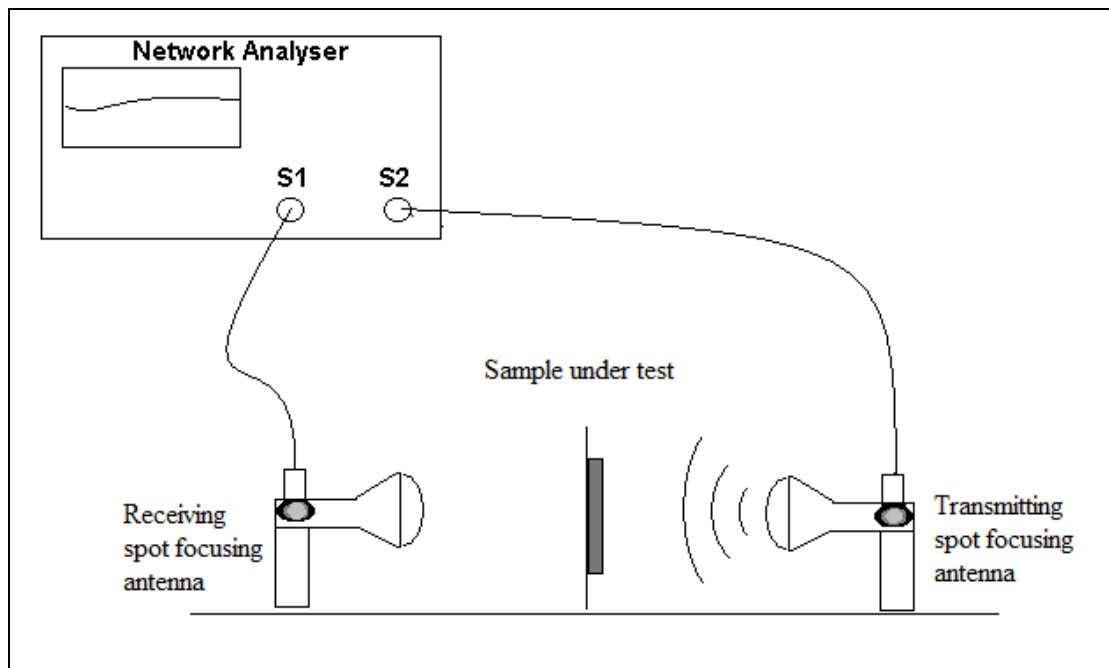 Network Analyser
S1
S2
Sample under test
Receiving
spot focusing
antenna
Transmitting
spot focusing
antenna